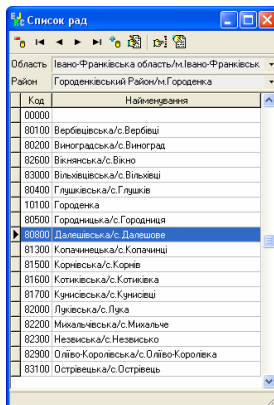 Список рад
Область Івано-Франківська область/м.Івано-Франківськ
Район Городенківський Район/м.Городенка
Код Найменування
00000
80100 Вербівцівська/с.Вербівці
80200 Виноградська/с.Виноград
82600 Вікнянська/с.Вікно
83000 Вільхівцівська/с.Вільхівці
80400 Глушківська/с.Глушків
10100 Городенка
80500 Городницька/с.Городниця
80800 Далешівська/с.Далешове
81300 Копачинецька/с.Копачинці
81500 Корнівська/с.Корнів
81600 Котиківська/с.Котиківка
81700 Кунисівська/с.Кунисівці
82000 Луківська/с.Лука
82200 Михальчівська/с.Михальче
82300 Незвиська/с.Незвисько
82900 Оліїво-Королівська/с.Оліїво-Королівка
83100 Острівецька/с.Острівець